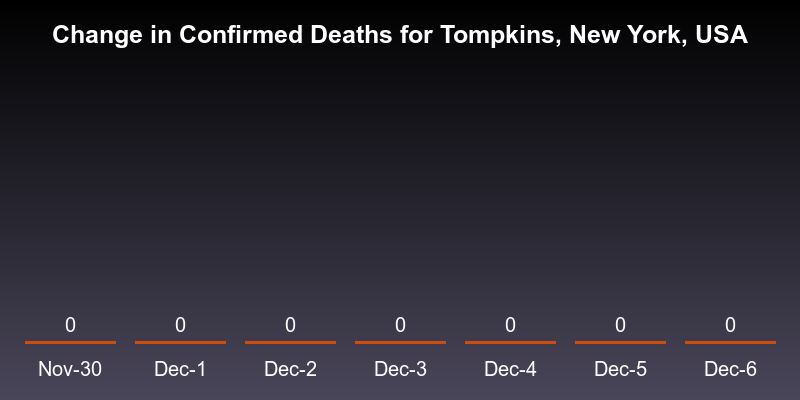 Change in Confirmed Deaths for Tompkins, New York, USA
0 0 0 0 0 0 0
Nov-30 Dec-1 Dec-2 Dec-3 Dec-4 Dec-5 Dec-6